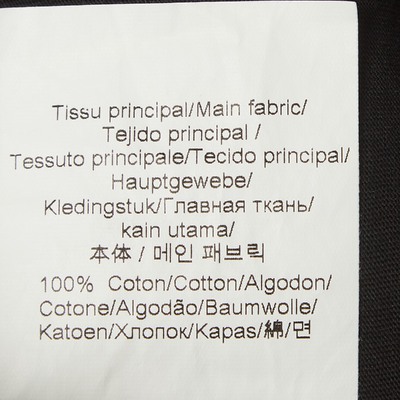 Tissu principal/Main fabric/
Tejido principal /
Tessuto principale/Tecido principal/
Hauptgewebe/
Kledingstuk/Главная ткань/
kain utama/
本体 / 메인 패브릭
100% Coton/Cotton/Algodon/
Cotone/Algodão/Baumwolle/
Katoen/Хлопок/Kapas/綿/면